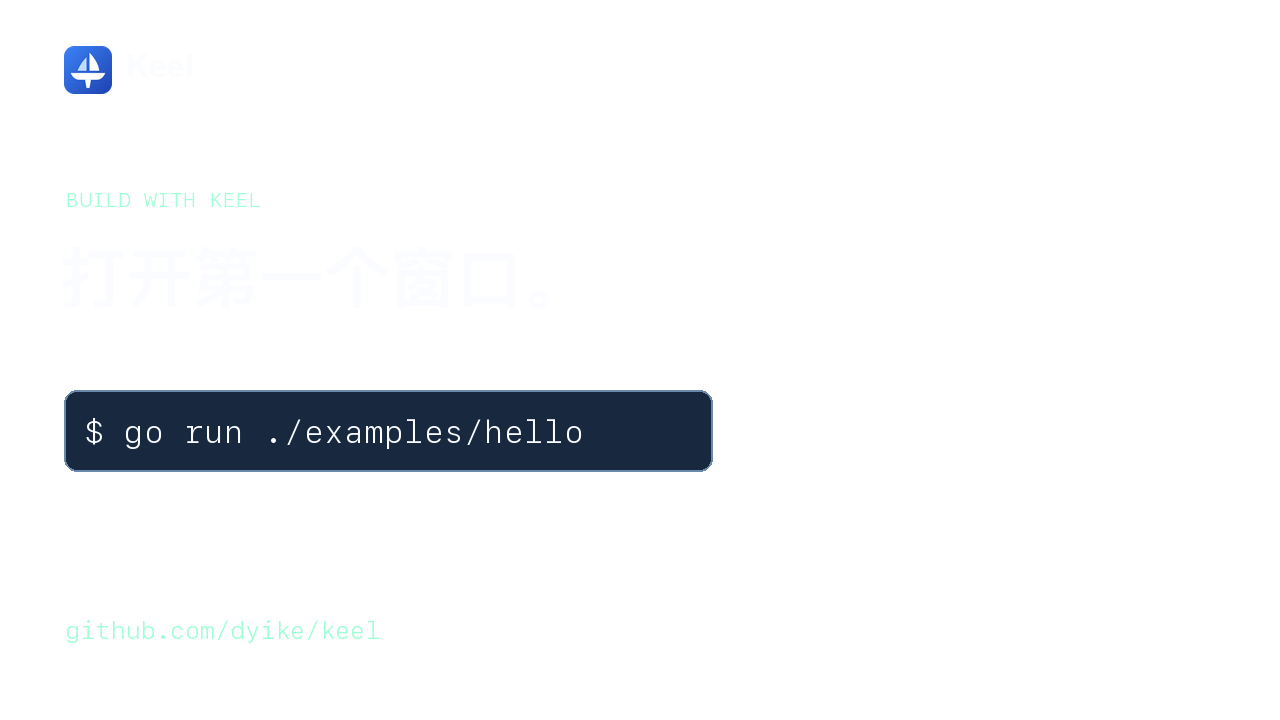 Keel
BUILD WITH KEEL
打开第一个窗口。
$ go run ./examples/hello
github.com/dyike/keel